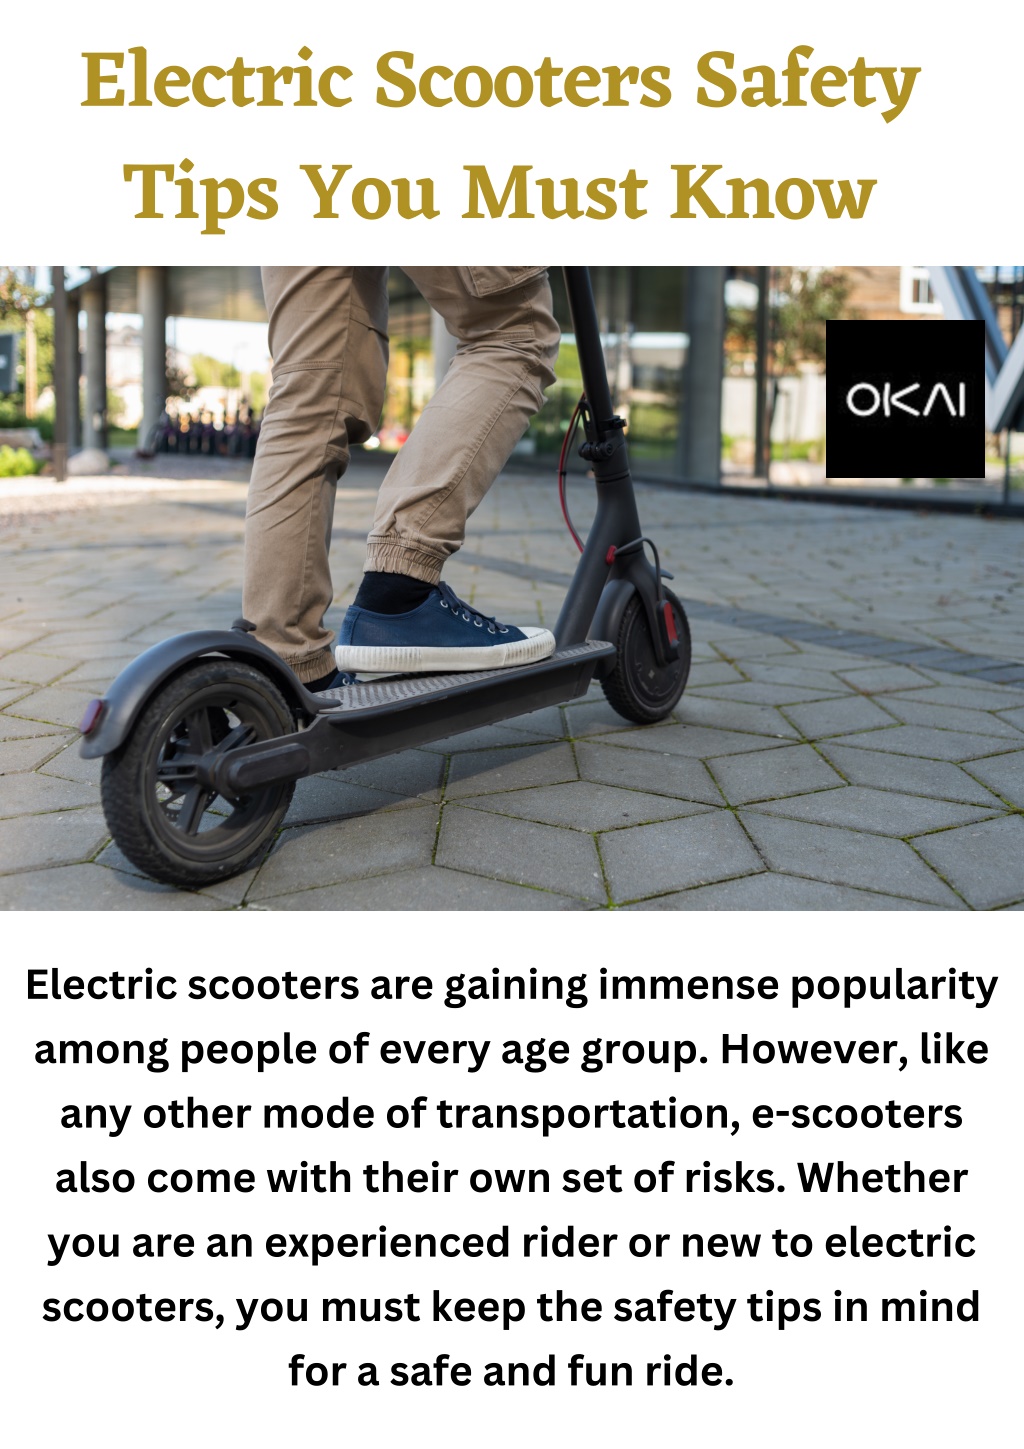 Electric Scooters Safety
Tips You Must Know
OKAI
Electric scooters are gaining immense popularity
among people of every age group. However, like
any other mode of transportation, e-scooters
also come with their own set of risks. Whether
you are an experienced rider or new to electric
scooters, you must keep the safety tips in mind
for a safe and fun ride.